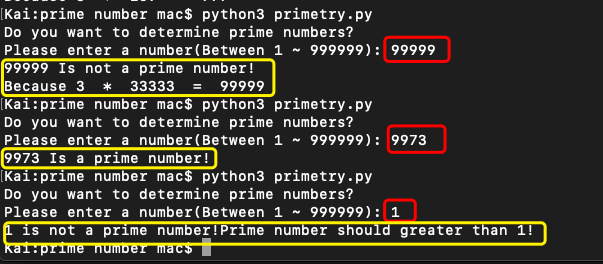 Kai:prime number mac$ python3 primetry.py
Do you want to determine prime numbers?
Please enter a number(Between 1 ~ 999999): 99999
99999 Is not a prime number!
Because 3  *  33333  =  99999
Kai:prime number mac$ python3 primetry.py
Do you want to determine prime numbers?
Please enter a number(Between 1 ~ 999999): 9973
9973 Is a prime number!
Kai:prime number mac$ python3 primetry.py
Do you want to determine prime numbers?
Please enter a number(Between 1 ~ 999999): 1
1 is not a prime number!Prime number should greater than 1!
Kai:prime number mac$